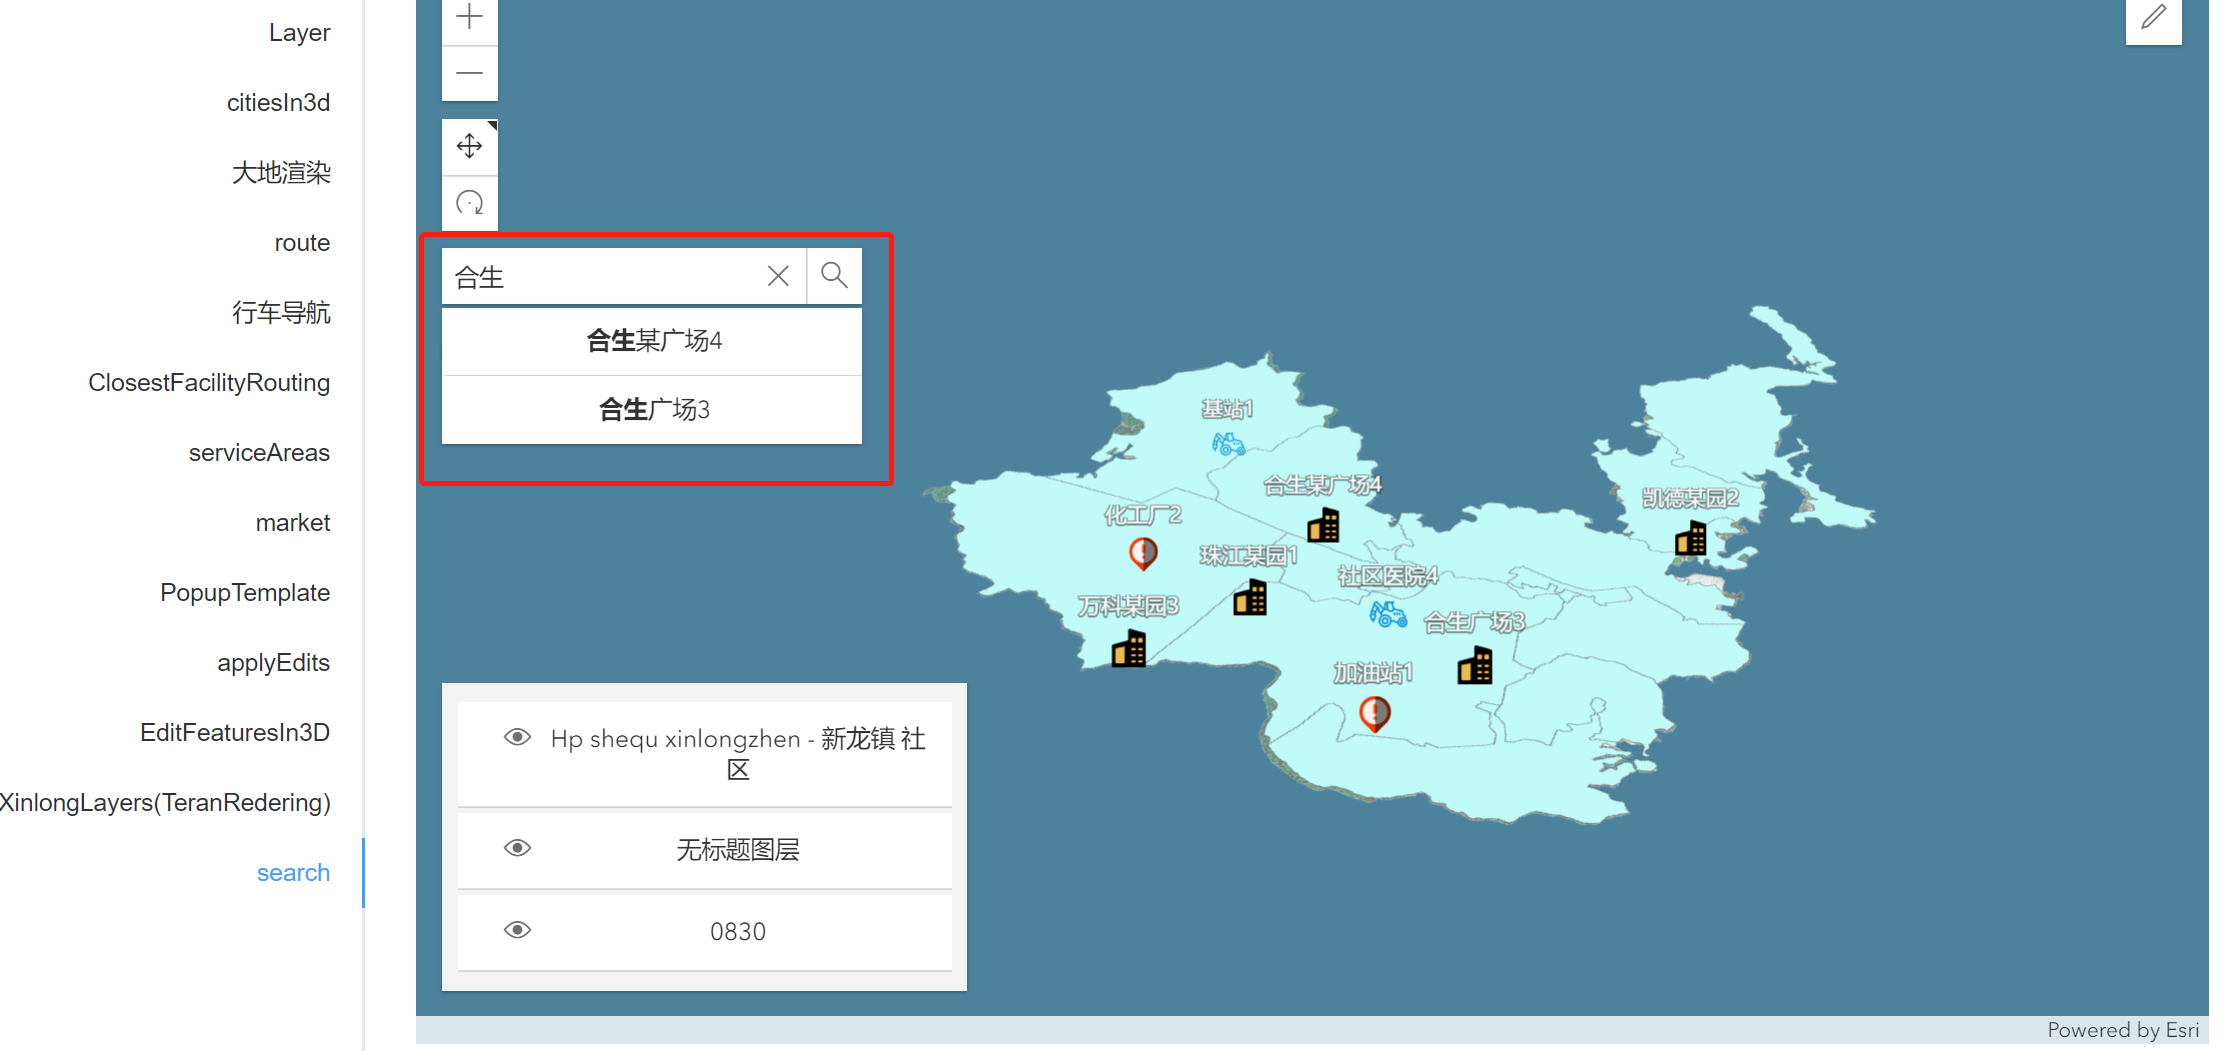 Layer
citiesIn3d
大地渲染
route
行车导航
ClosestFacilityRouting
serviceAreas
market
PopupTemplate
applyEdits
EditFeaturesIn3D
XinlongLayers(TeranRedering)
search
合生
合生某广场4
合生广场3
基站1
合生某广场4
凯德某园2
化工厂2
珠江某园1
社区医院4
万科某园3
合生广场3
加油站1
Hp shequ xinlongzhen - 新龙镇 社
区
无标题图层
0830
Powered by Esri